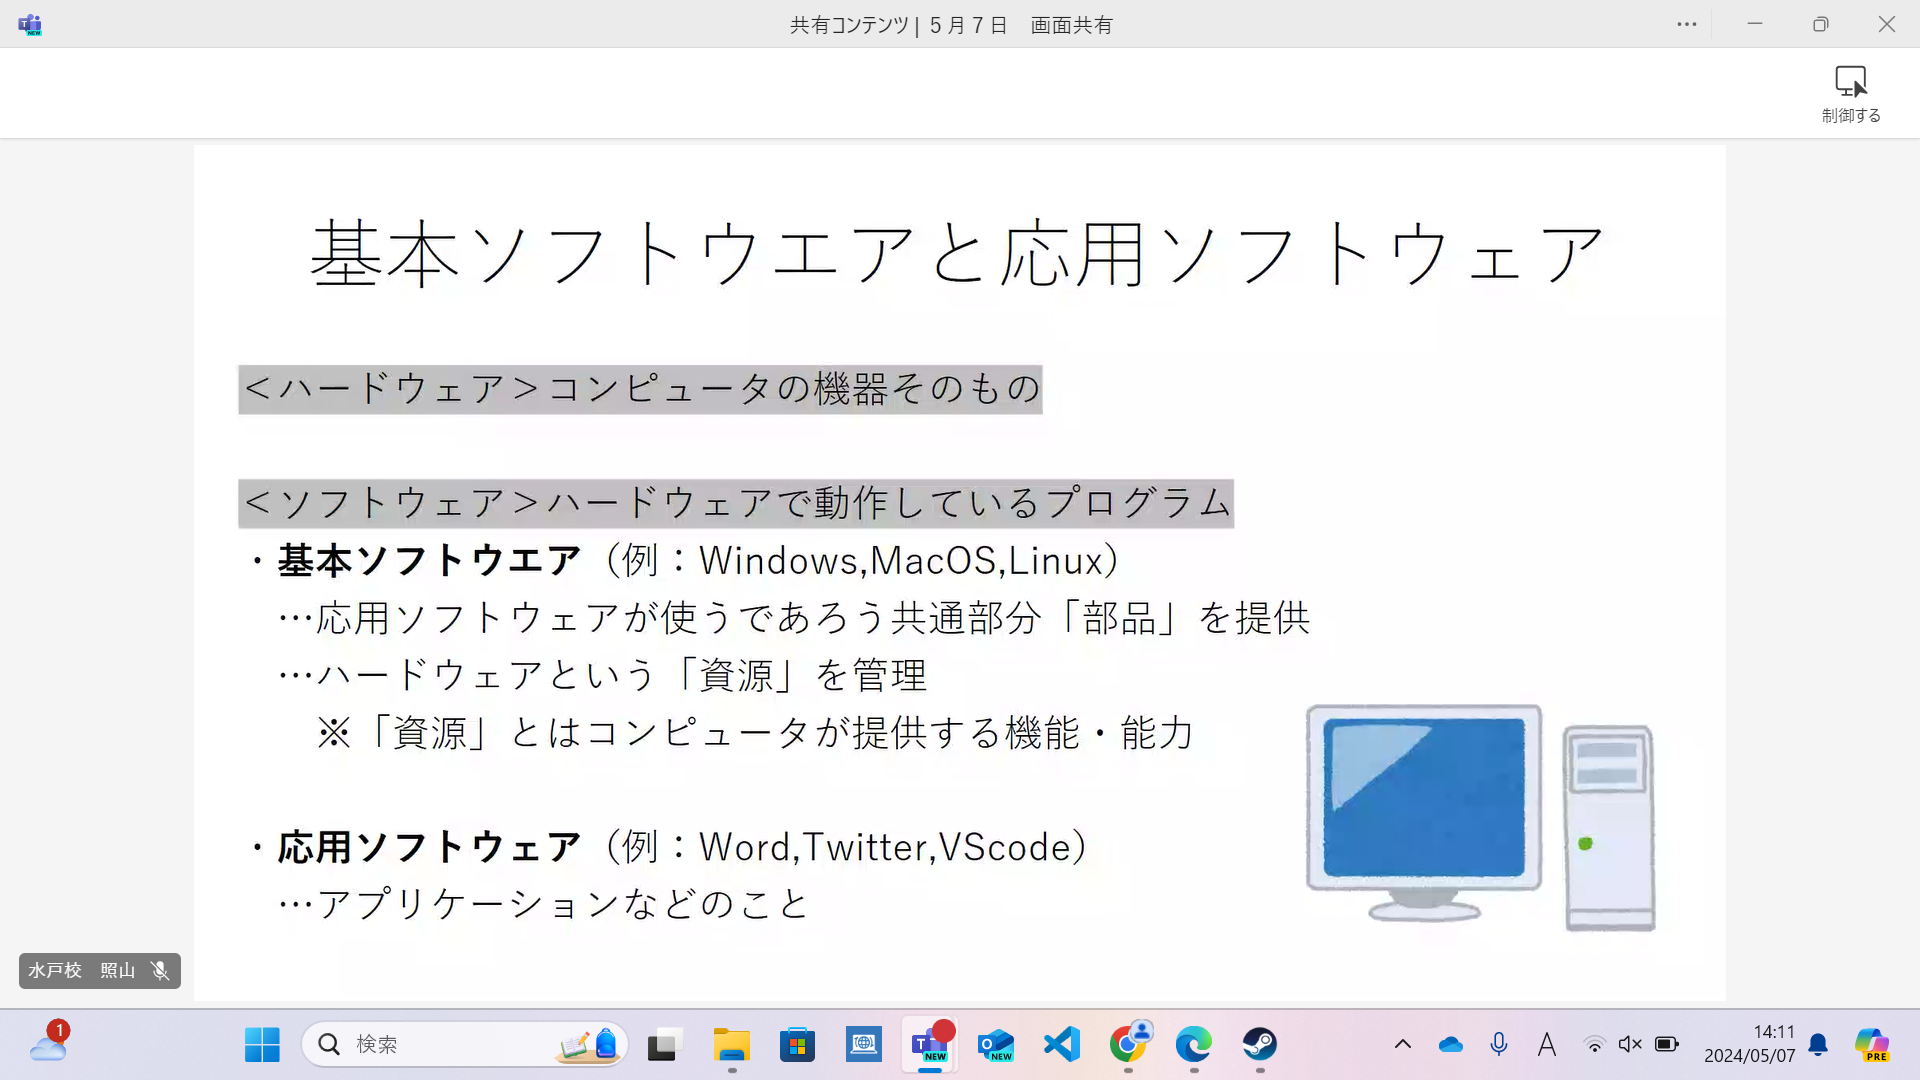 共有コンテンツ | 5月7日　画面共有
制御する
基本ソフトウエアと応用ソフトウェア
＜ハードウェア＞コンピュータの機器そのもの
＜ソフトウェア＞ハードウェアで動作しているプログラム
・基本ソフトウエア（例：Windows,MacOS,Linux）
…応用ソフトウェアが使うであろう共通部分「部品」を提供
…ハードウェアという「資源」を管理
※「資源」とはコンピュータが提供する機能・能力
・応用ソフトウェア（例：Word,Twitter,VScode）
…アプリケーションなどのこと
水戸校　照山
1
検索
NEW
NEW
A
14:11
2024/05/07
PRE